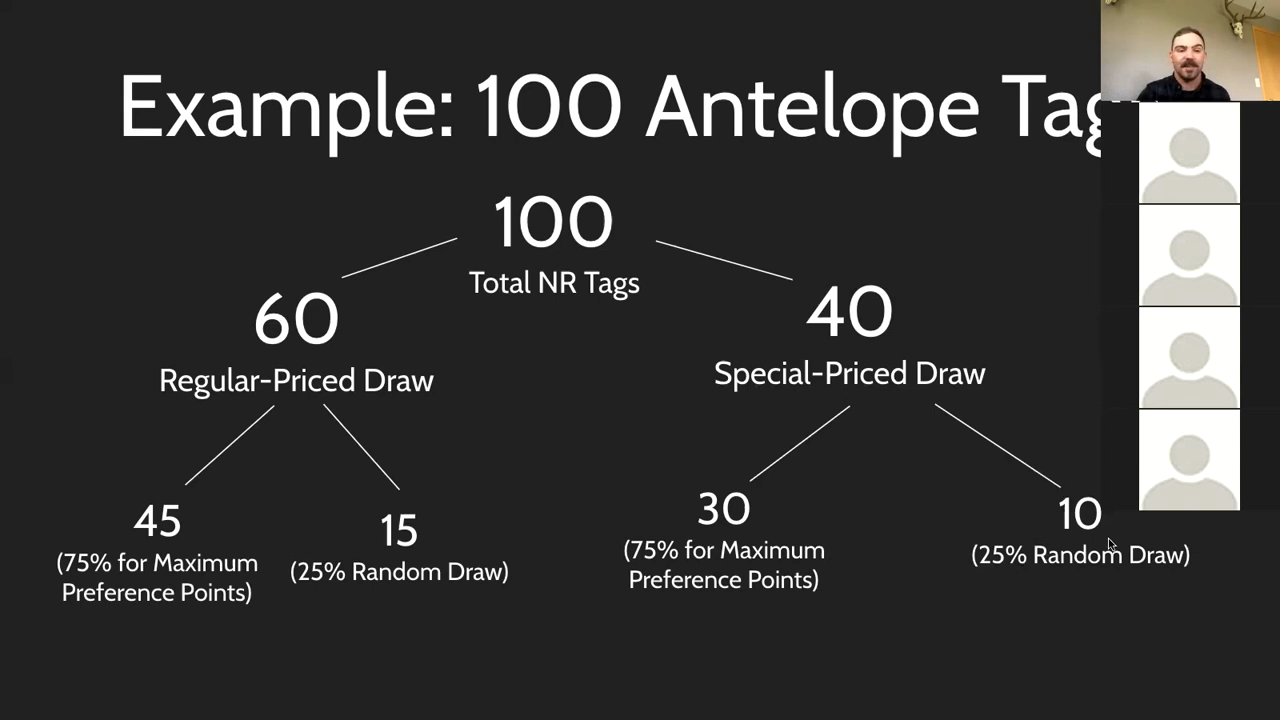 Example: 100 Antelope Tag
100
Total NR Tags
60
Regular-Priced Draw
40
Special-Priced Draw
45
(75% for Maximum
Preference Points)
15
(25% Random Draw)
30
(75% for Maximum
Preference Points)
10
(25% Random Draw)